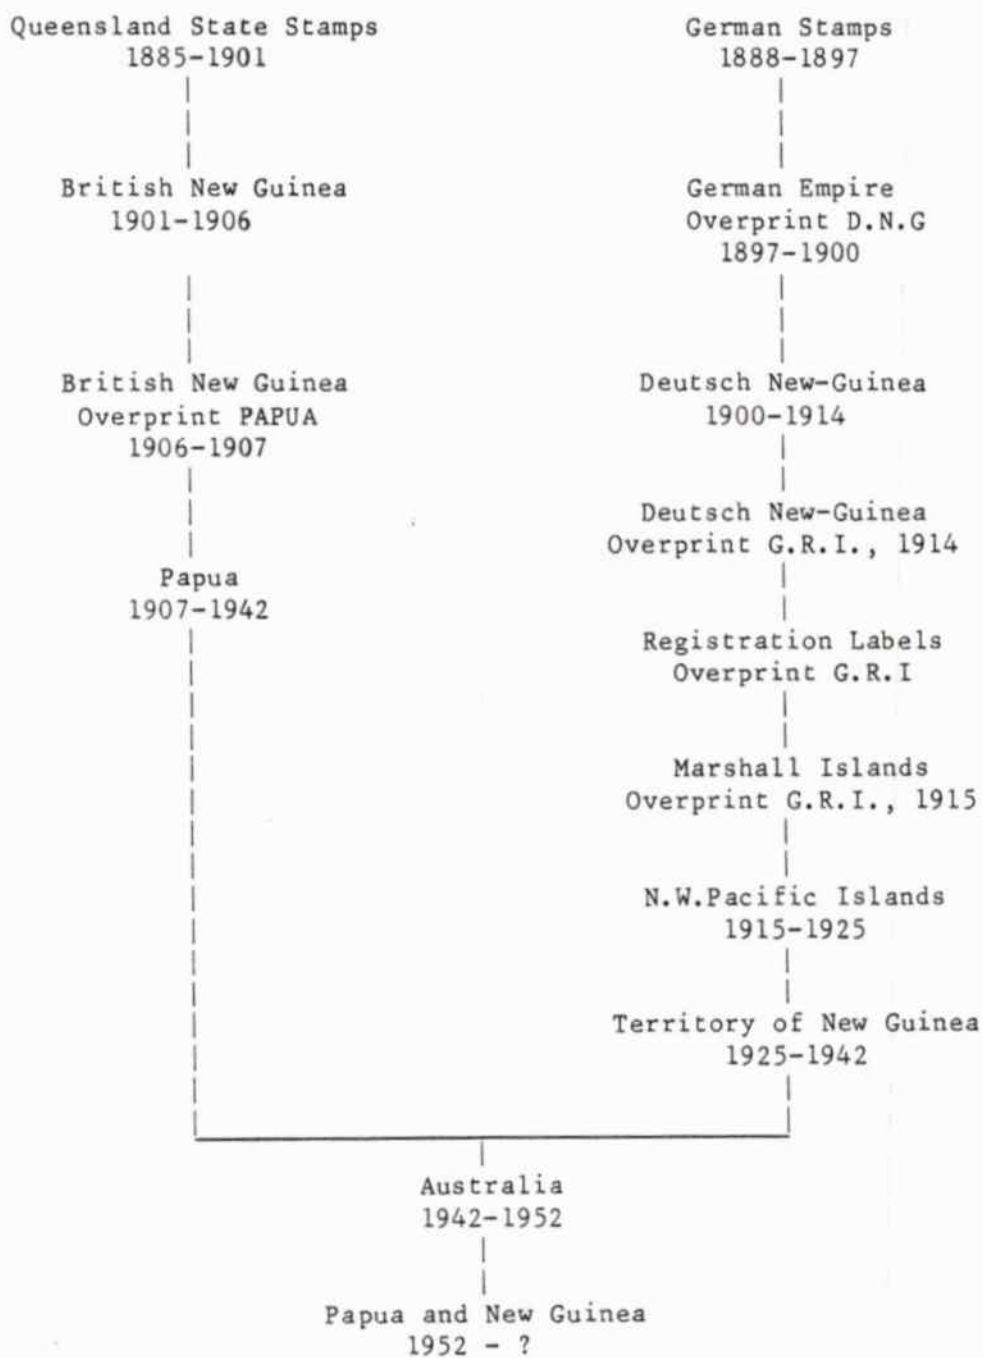 Queensland State Stamps
1885-1901
British New Guinea
1901-1906
British New Guinea
Overprint PAPUA
1906-1907
Papua
1907-1942
German Stamps
1888-1897
German Empire
Overprint D.N.G
1897-1900
Deutsch New-Guinea
1900-1914
Deutsch New-Guinea
Overprint G.R.I., 1914
Registration Labels
Overprint G.R.I
Marshall Islands
Overprint G.R.I., 1915
N.W.Pacific Islands
1915-1925
Territory of New Guinea
1925-1942
Australia
1942-1952
Papua and New Guinea
1952 - ?